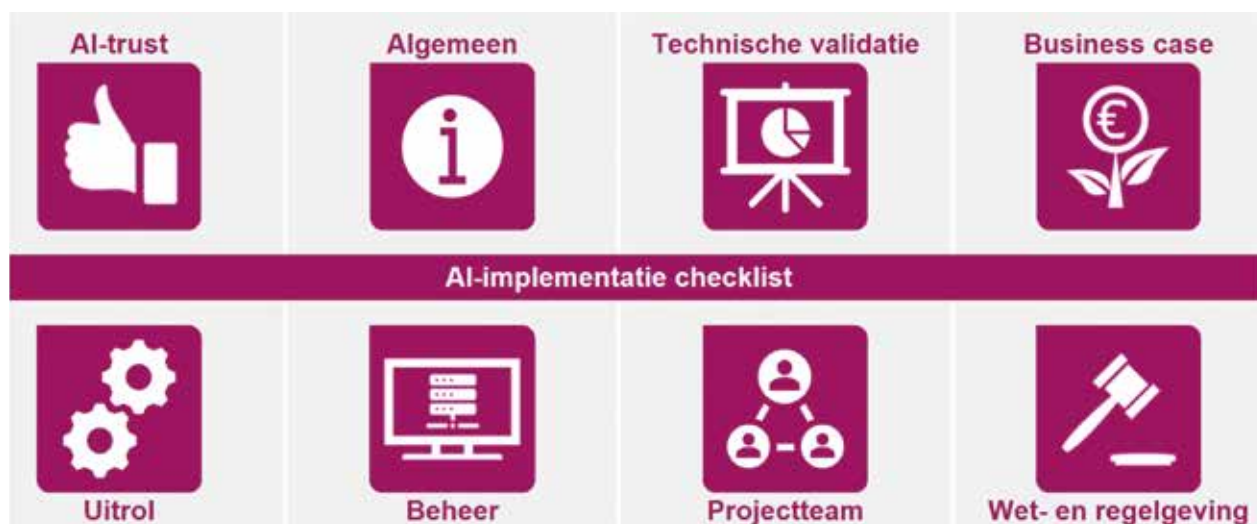 AI-trust
Algemeen
Technische validatie
Business case
i
€
AI-implementatie checklist
Uitrol
Beheer
Projectteam
Wet- en regelgeving